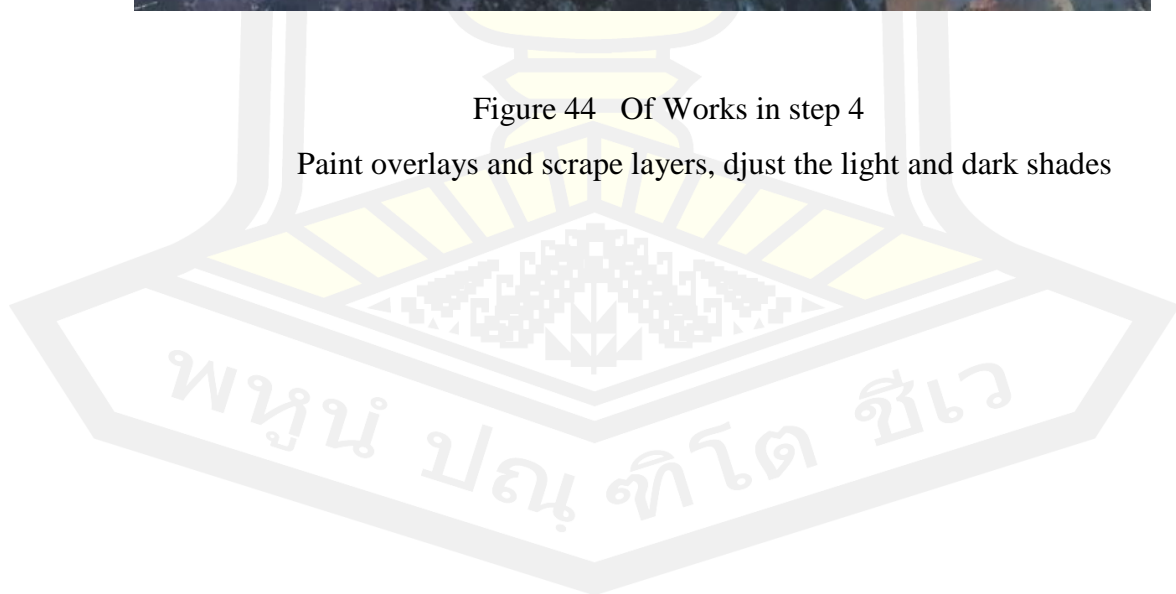 Figure 44   Of Works in step 4
Paint overlays and scrape layers, djust the light and dark shades
พหูนํ ปณฺฑิโต ชีเว